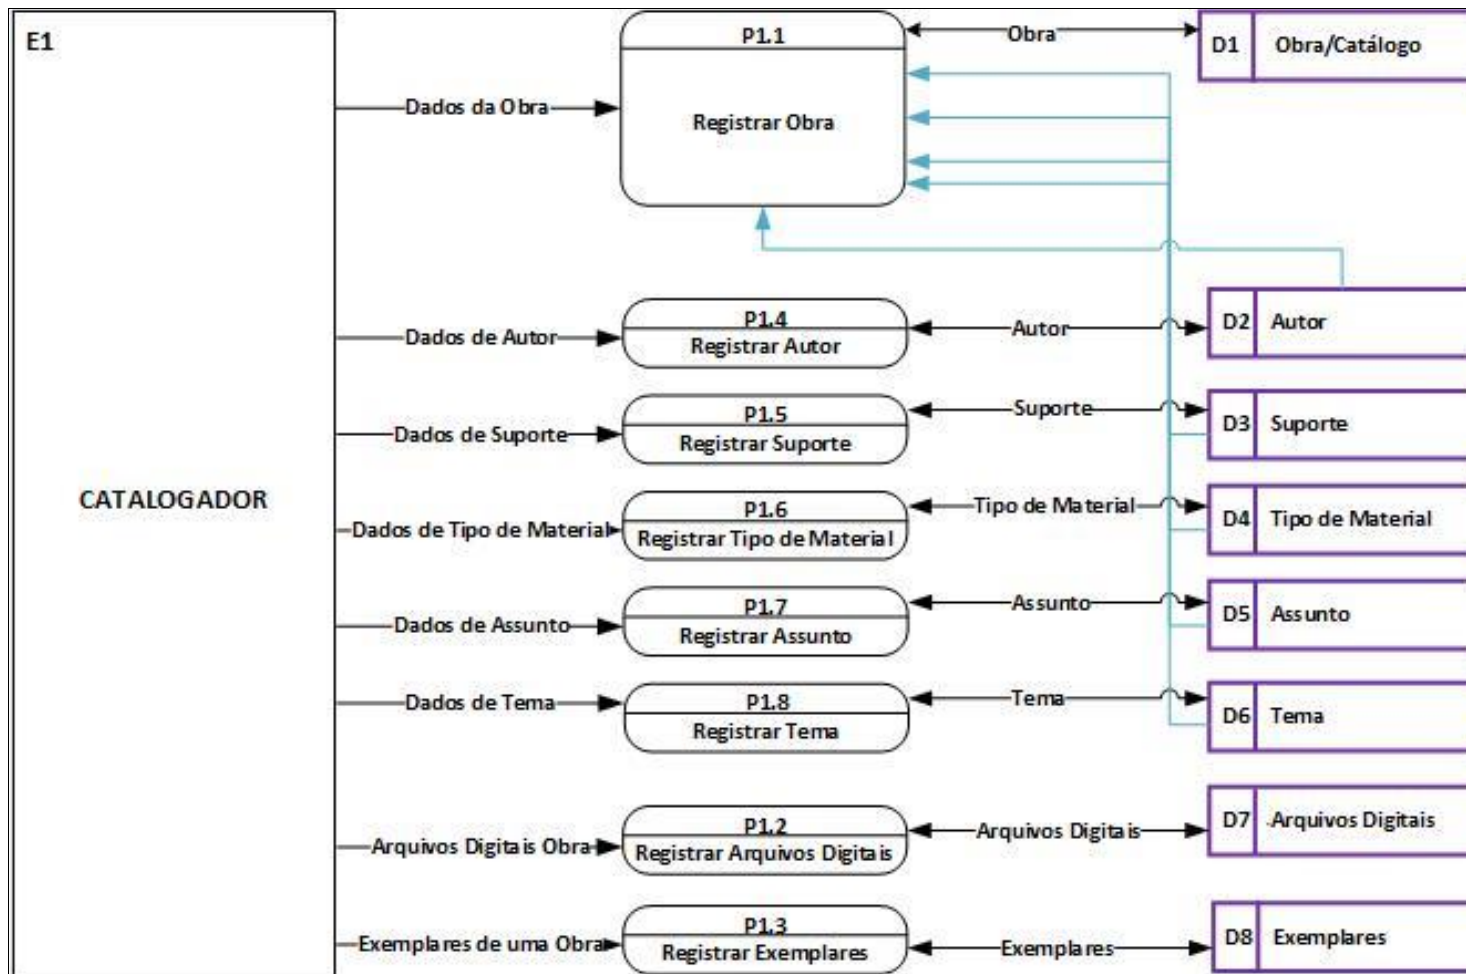 E1
CATALOGADOR
P1.1
Registrar Obra
Dados da Obra
Obra
D1 Obra/Catálogo
Dados de Autor
P1.4
Registrar Autor
Autor
D2 Autor
Dados de Suporte
P1.5
Registrar Suporte
Suporte
D3 Suporte
Dados de Tipo de Material
P1.6
Registrar Tipo de Material
Tipo de Material
D4 Tipo de Material
Dados de Assunto
P1.7
Registrar Assunto
Assunto
D5 Assunto
Dados de Tema
P1.8
Registrar Tema
Tema
D6 Tema
Arquivos Digitais Obra
P1.2
Registrar Arquivos Digitais
Arquivos Digitais
D7 Arquivos Digitais
Exemplares de uma Obra
P1.3
Registrar Exemplares
Exemplares
D8 Exemplares